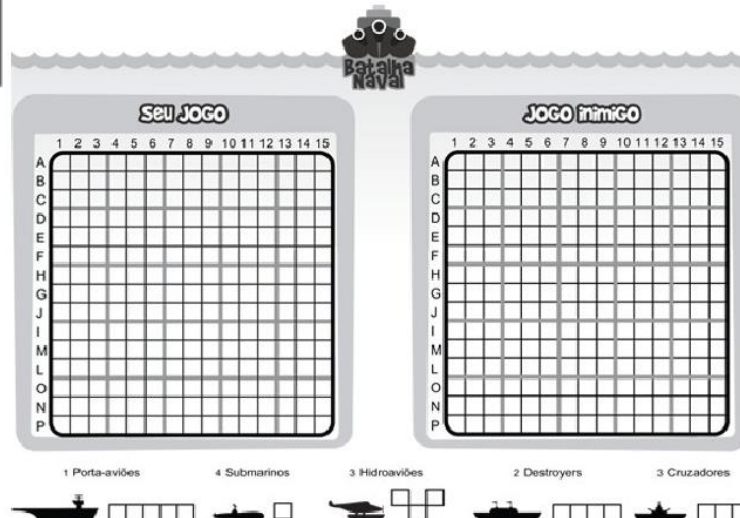 Batalha
Naval
SEU JOGO
1 2 3 4 5 6 7 8 9 10 11 12 13 14 15
A
B
C
D
E
F
H
G
J
I
M
L
O
N
P
JOGO INIMIGO
1 2 3 4 5 6 7 8 9 10 11 12 13 14 15
A
B
C
D
E
F
H
G
J
I
M
L
O
N
P
1 Porta-aviões
4 Submarinos
3 Hidroaviões
2 Destroyers
3 Cruzadores